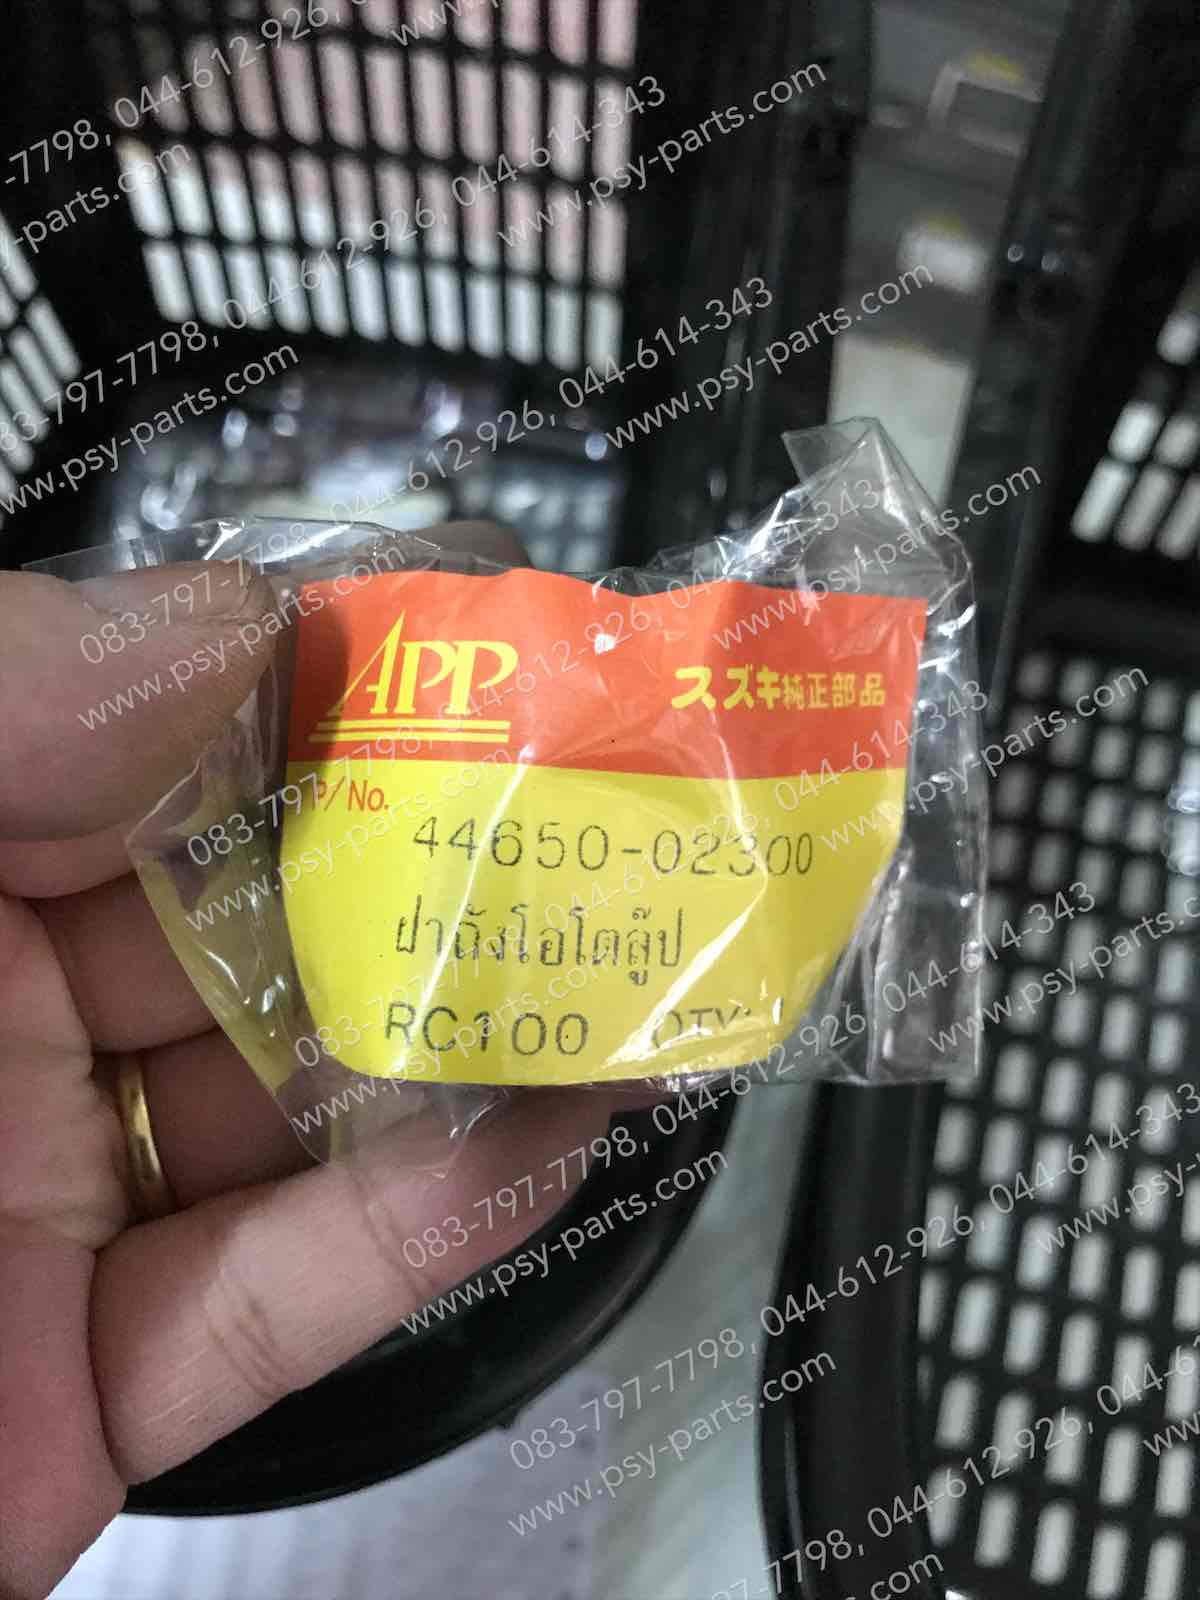 APP
スズキ純正部品
P/No.
44650-02300
ฝาถังโอโตลู๊ป
RC100 QTY: 1
083-797-7798, 044-612-926, 044-614-343
www.psy-parts.com